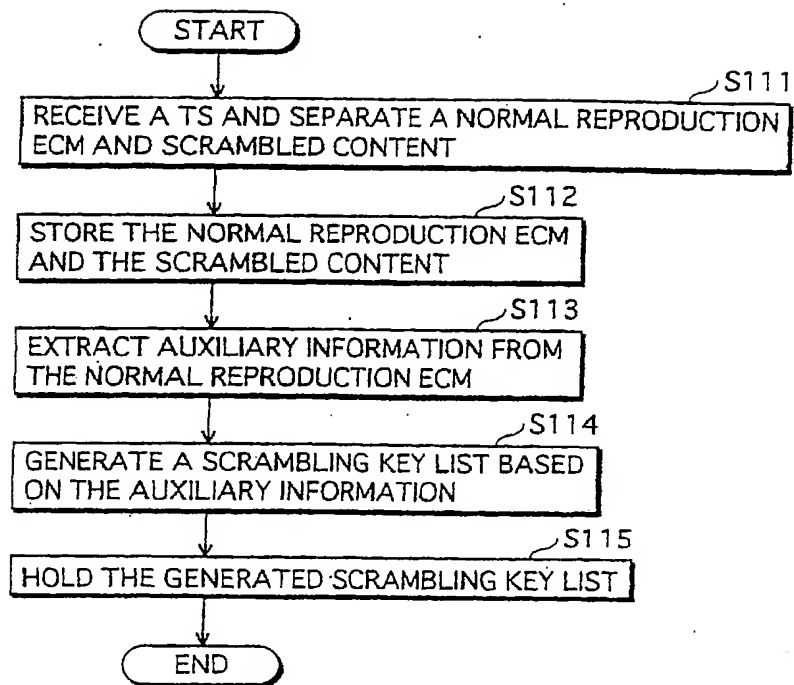 START
S111
RECEIVE A TS AND SEPARATE A NORMAL REPRODUCTION
ECM AND SCRAMBLED CONTENT
S112
STORE THE NORMAL REPRODUCTION ECM
AND THE SCRAMBLED CONTENT
S113
EXTRACT AUXILIARY INFORMATION FROM
THE NORMAL REPRODUCTION ECM
S114
GENERATE A SCRAMBLING KEY LIST BASED
ON THE AUXILIARY INFORMATION
S115
HOLD THE GENERATED SCRAMBLING KEY LIST
END